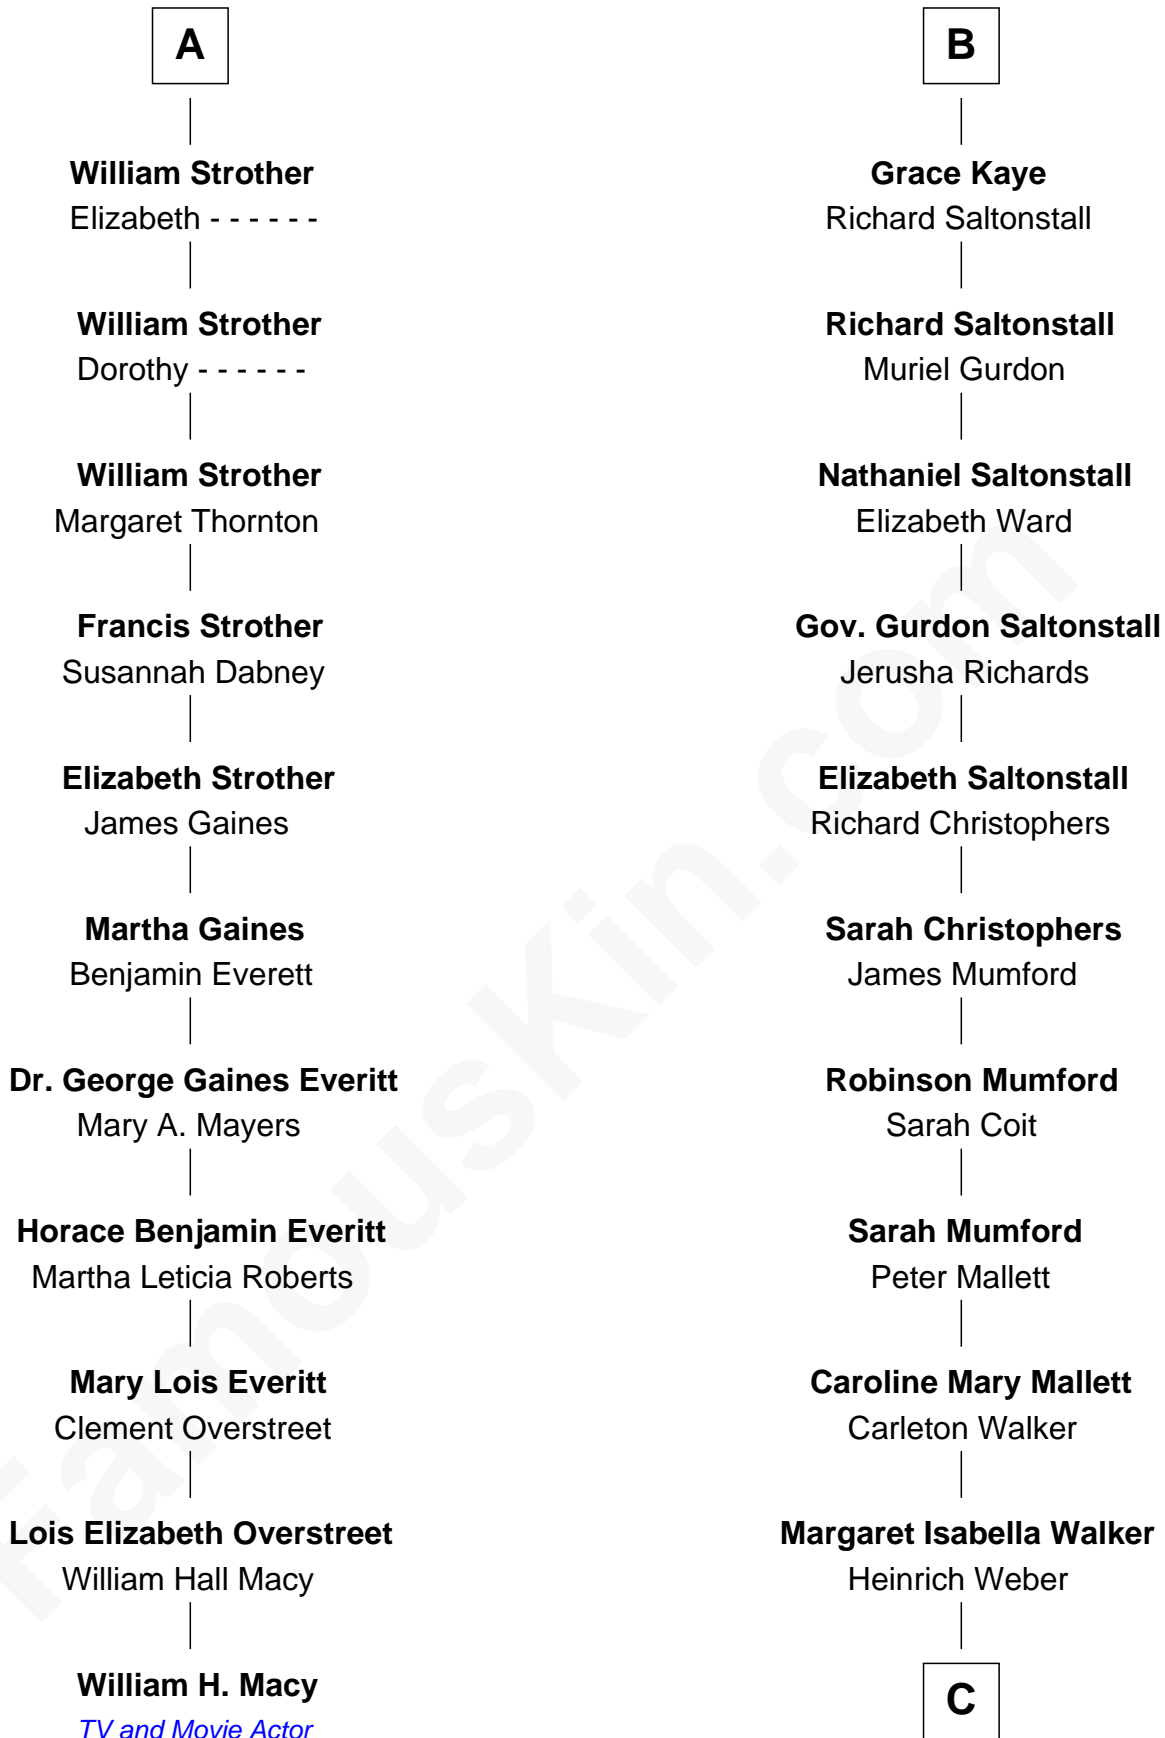 A
William Strother
Elizabeth - - - - - -
William Strother
Dorothy - - - - - -
William Strother
Margaret Thornton
Francis Strother
Susannah Dabney
Elizabeth Strother
James Gaines
Martha Gaines
Benjamin Everett
Dr. George Gaines Everitt
Mary A. Mayers
Horace Benjamin Everitt
Martha Leticia Roberts
Mary Lois Everitt
Clement Overstreet
Lois Elizabeth Overstreet
William Hall Macy
William H. Macy
TV and Movie Actor
B
Grace Kaye
Richard Saltonstall
Richard Saltonstall
Muriel Gurdon
Nathaniel Saltonstall
Elizabeth Ward
Gov. Gurdon Saltonstall
Jerusha Richards
Elizabeth Saltonstall
Richard Christophers
Sarah Christophers
James Mumford
Robinson Mumford
Sarah Coit
Sarah Mumford
Peter Mallett
Caroline Mary Mallett
Carleton Walker
Margaret Isabella Walker
Heinrich Weber
C
FamousKin.com